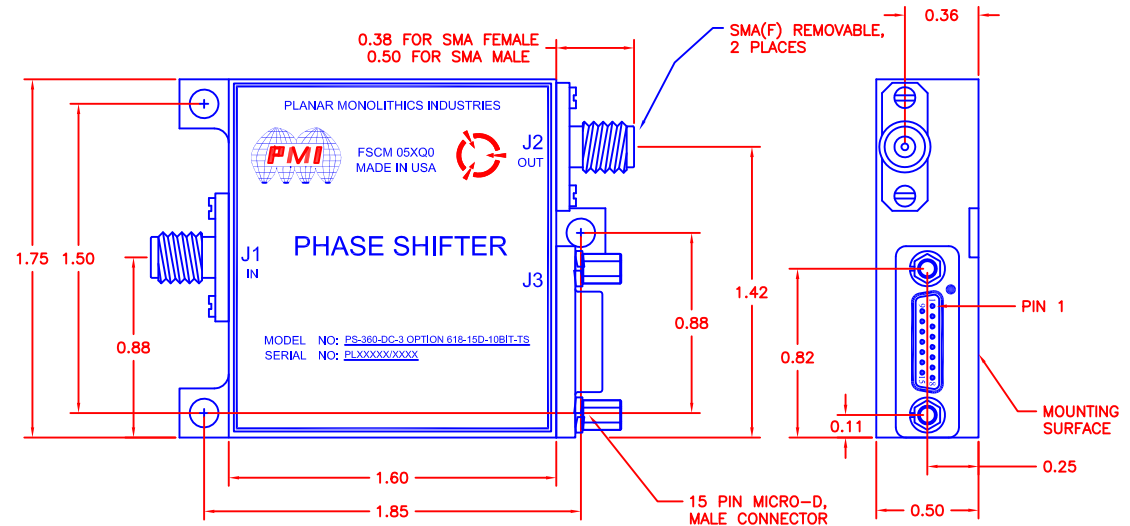 0.38 FOR SMA FEMALE
0.50 FOR SMA MALE
SMA(F) REMOVABLE,
2 PLACES
0.36
PLANAR MONOLITHICS INDUSTRIES
PMI
FSCM 05XQ0
MADE IN USA
J2
OUT
J1
IN
PHASE SHIFTER
J3
MODEL NO: PS-360-DC-3 OPTION 618-15D-10BIT-TS
SERIAL NO: PLXXXXX/XXXX
1.75
1.50
0.88
0.88
1.42
1.60
1.85
15 PIN MICRO-D,
MALE CONNECTOR
PIN 1
1
9
15
8
0.82
0.11
MOUNTING
SURFACE
0.25
0.50